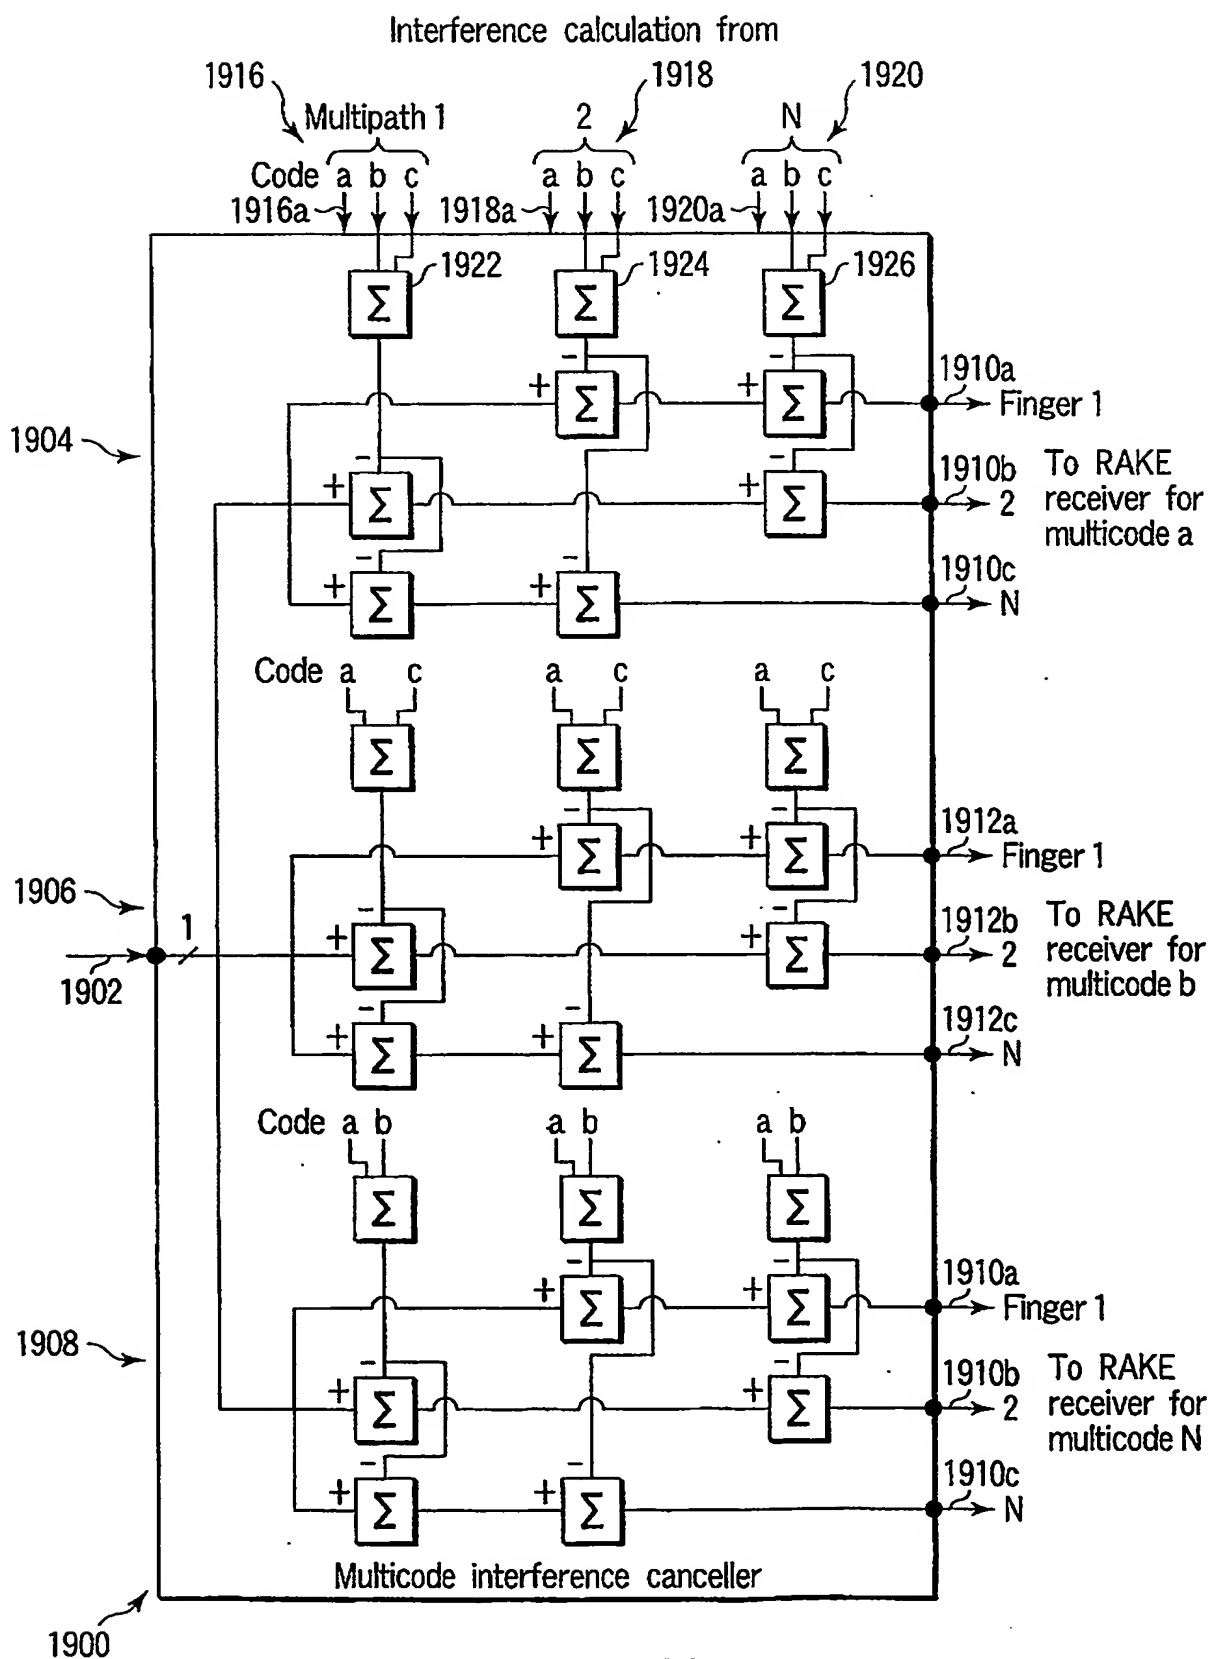 Interference calculation from
1916 1918 1920
Multipath 1 2 N
Code a b c a b c a b c
1916a 1918a 1920a
1922 1924 1926
Σ Σ Σ
− −
+ Σ + Σ 1910a
Finger 1
1904
− −
+ Σ + Σ 1910b
2
To RAKE
receiver for
multicode a
− −
+ Σ + Σ 1910c
N
Code a c a c a c
Σ Σ Σ
− −
+ Σ + Σ 1912a
Finger 1
1906
1
1902
− −
+ Σ + Σ 1912b
2
To RAKE
receiver for
multicode b
− −
+ Σ + Σ 1912c
N
Code a b a b a b
Σ Σ Σ
− −
+ Σ + Σ 1910a
Finger 1
1908
− −
+ Σ + Σ 1910b
2
To RAKE
receiver for
multicode N
− −
+ Σ + Σ 1910c
N
Multicode interference canceller
1900